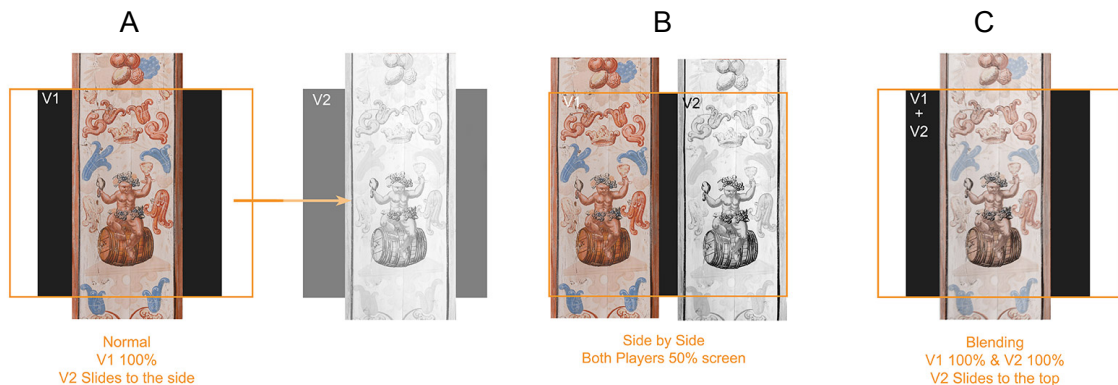 A
B
C
V1
V2
V1
V2
V1
+
V2
Normal
V1 100%
V2 Slides to the side
Side by Side
Both Players 50% screen
Blending
V1 100% & V2 100%
V2 Slides to the top